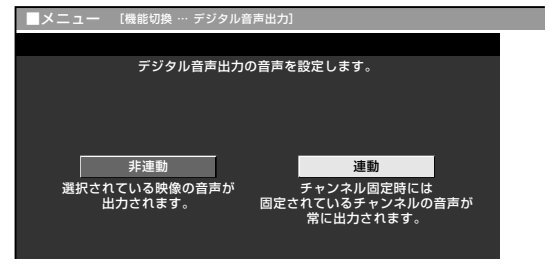 ■メニュー [機能切換 … デジタル音声出力]
デジタル音声出力の音声を設定します。
非連動
選択されている映像の音声が
出力されます。
連動
チャンネル固定時には
固定されているチャンネルの音声が
常に出力されます。